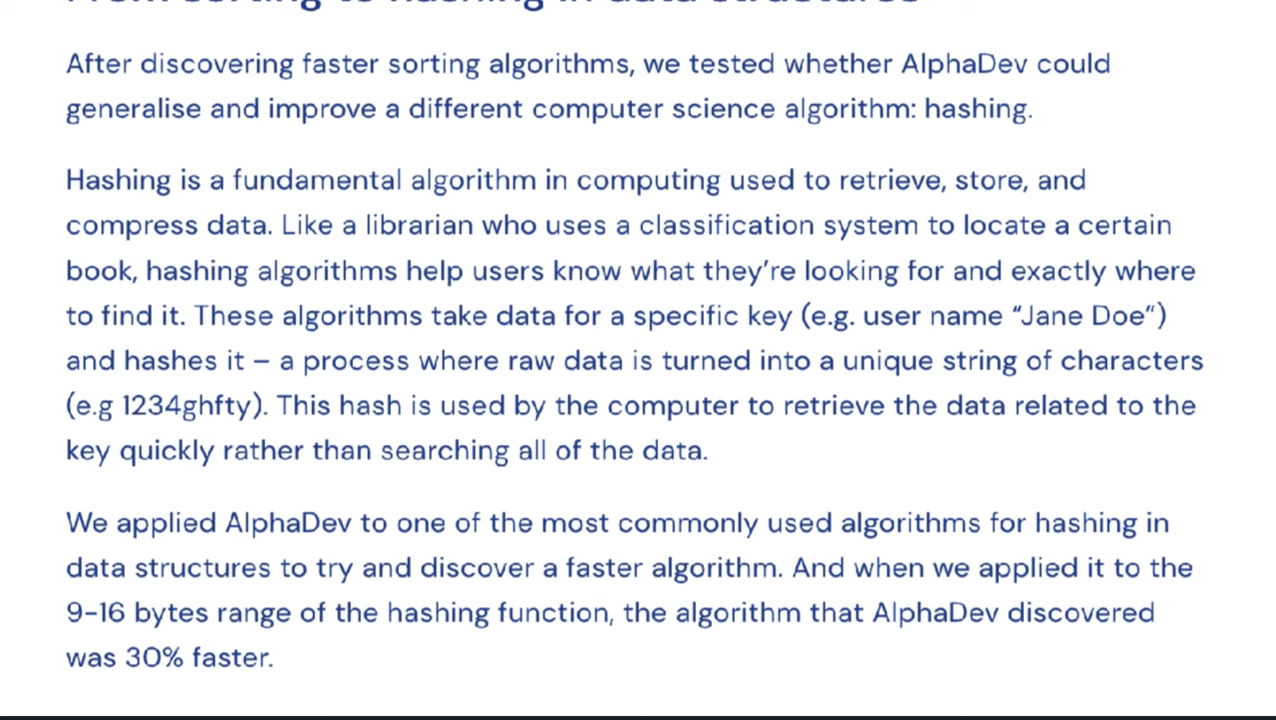 From sorting to hashing in data structures
After discovering faster sorting algorithms, we tested whether AlphaDev could
generalise and improve a different computer science algorithm: hashing.
Hashing is a fundamental algorithm in computing used to retrieve, store, and
compress data. Like a librarian who uses a classification system to locate a certain
book, hashing algorithms help users know what they’re looking for and exactly where
to find it. These algorithms take data for a specific key (e.g. user name “Jane Doe”)
and hashes it – a process where raw data is turned into a unique string of characters
(e.g 1234ghfty). This hash is used by the computer to retrieve the data related to the
key quickly rather than searching all of the data.
We applied AlphaDev to one of the most commonly used algorithms for hashing in
data structures to try and discover a faster algorithm. And when we applied it to the
9–16 bytes range of the hashing function, the algorithm that AlphaDev discovered
was 30% faster.